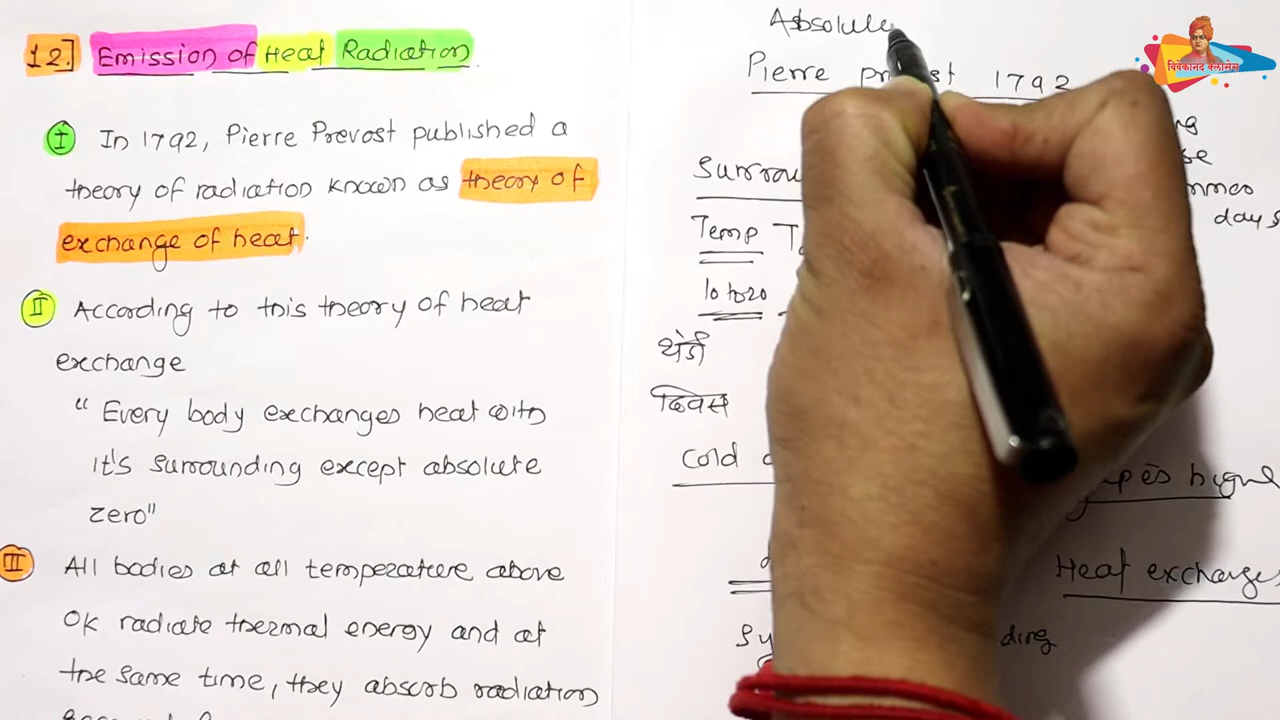 12] Emission of Heat Radiation.
I In 1792, Pierre Prevost published a
theory of radiation known as theory of
exchange of heat.
II According to this theory of heat
exchange
“ Every body exchanges heat with
it's surrounding except absolute
zero”
III All bodies at all temperature above
OK radiate thermal energy and at
the same time, they absorb radiation
Absolute
Pierre 1792
Temp
10 to 20
थंडी
दिवस
cold
days
Heat exchanges
विवेकानंद क्लासेस